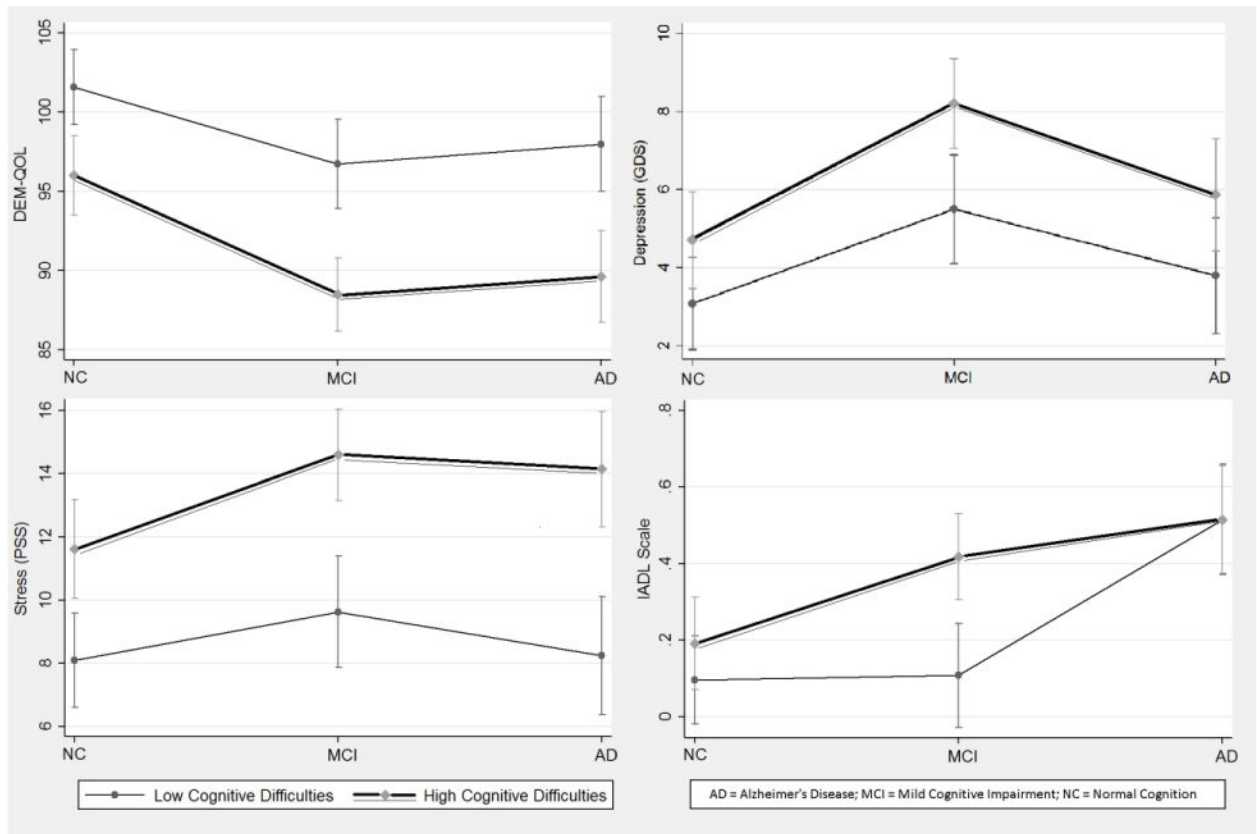 DEM-QOL
105
100
95
90
85
NC MCI AD
Depression (GDS)
10
8
6
4
2
NC MCI AD
Stress (PSS)
16
14
12
10
8
6
NC MCI AD
IADL Scale
.8
.6
.4
.2
0
NC MCI AD
Low Cognitive Difficulties High Cognitive Difficulties
AD = Alzheimer's Disease; MCI = Mild Cognitive Impairment; NC = Normal Cognition